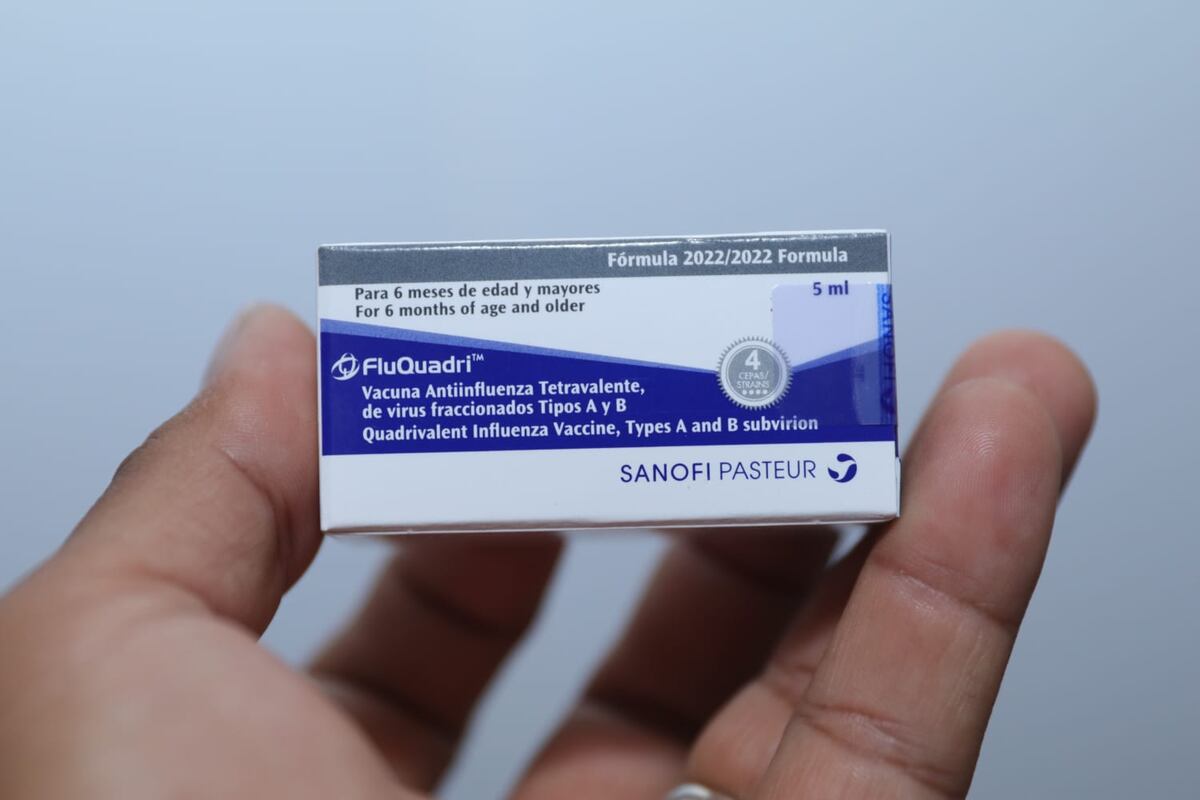 Fórmula 2022/2022 Formula
Para 6 meses de edad y mayores
For 6 months of age and older
5 ml
FluQuadri™
4
CEPAS/
STRAINS
Vacuna Antiinfluenza Tetravalente,
de virus fraccionados Tipos A y B
Quadrivalent Influenza Vaccine, Types A and B subvirion
SANOFI PASTEUR